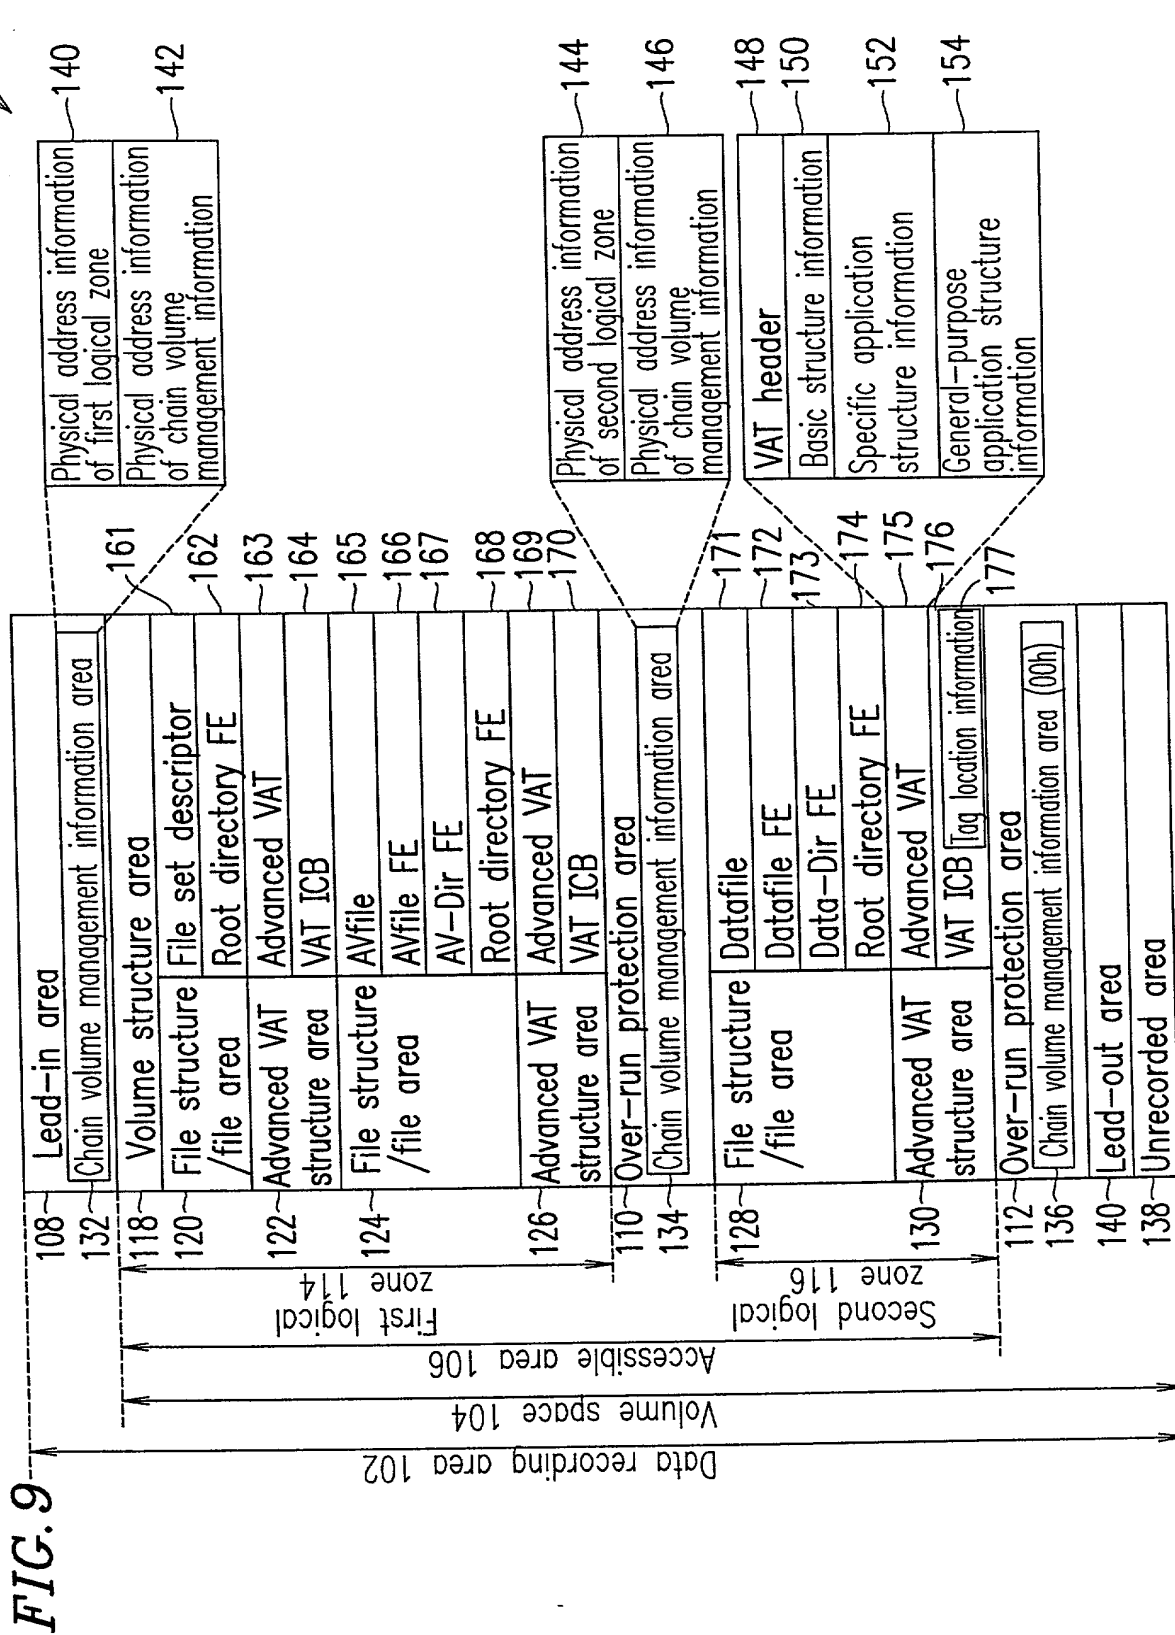 FIG. 9
Data recording area 102
Volume space 104
Accessible area 106
First logical
zone 114
Second logical
zone 116
108
Lead-in area
132
Chain volume management information area
118
Volume structure area
120
File structure
/file area
File set descriptor
161
Root directory FE
162
122
Advanced VAT
structure area
Advanced VAT
163
VAT ICB
164
124
File structure
/file area
AVfile
165
AVfile FE
166
AV-Dir FE
167
Root directory FE
168
126
Advanced VAT
structure area
Advanced VAT
169
VAT ICB
170
110
Over-run protection area
134
Chain volume management information area
128
File structure
/file area
Datafile
171
Datafile FE
172
Data-Dir FE
173
Root directory FE
174
130
Advanced VAT
structure area
Advanced VAT
175
VAT ICB
176
Tag location information
177
112
Over-run protection area
136
Chain volume management information area (00h)
140
Lead-out area
138
Unrecorded area
Physical address information
of first logical zone
140
Physical address information
of chain volume
management information
142
Physical address information
of second logical zone
144
Physical address information
of chain volume
management information
146
VAT header
148
Basic structure information
150
Specific application
structure information
152
General-purpose
application structure
information
154